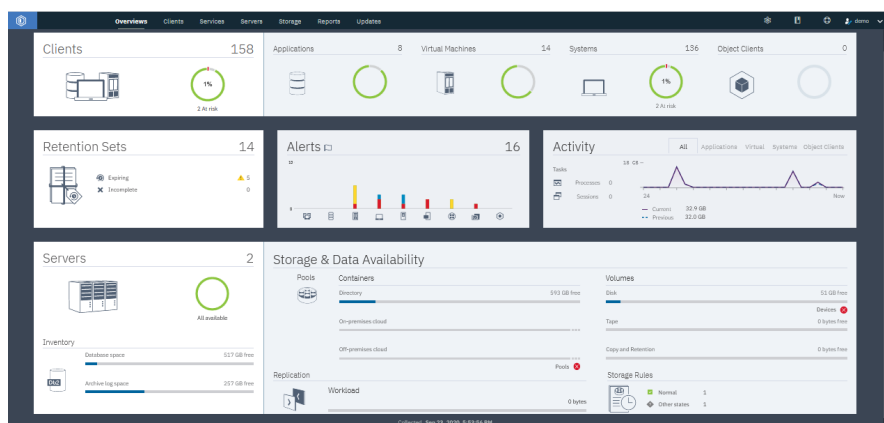 Overviews Clients Services Servers Storage Reports Updates demo
Clients 158
1%
2 At risk
Applications 8 Virtual Machines 14 Systems 136 Object Clients 0
1%
2 At risk
Retention Sets 14
Expiring 5
Incomplete 0
Alerts 16
Activity All Applications Virtual Systems Object Clients
Tasks
Processes 0
Sessions 0
24 Now
Current 32.9 GB
Previous 32.0 GB
Servers 2
All available
Inventory
Database space 517 GB free
Db2
Archive log space 257 GB free
Storage & Data Availability
Pools Containers
Directory 593 GB free
On-premises cloud
Off-premises cloud
Pools
Volumes
Disk 51 GB free
Devices
Tape 0 bytes free
Copy and Retention 0 bytes free
Replication
Workload
0 bytes
Storage Rules
Normal 1
Other states 1